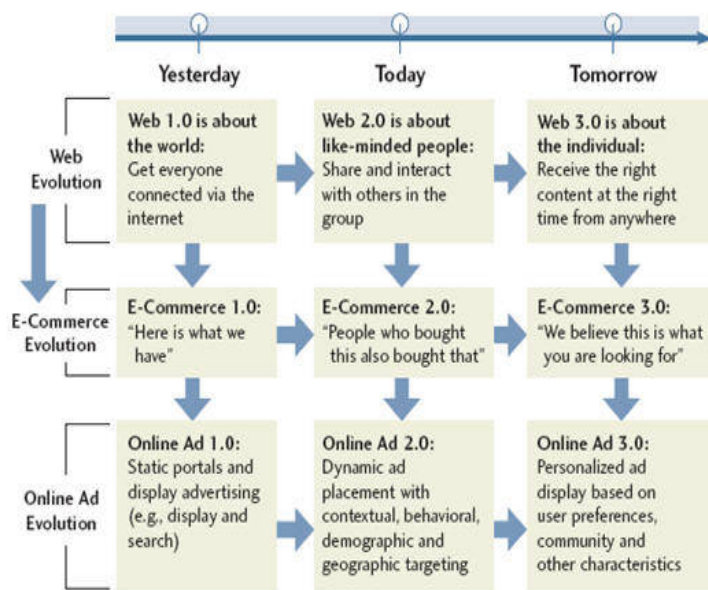 Yesterday
Today
Tomorrow
Web
Evolution
Web 1.0 is about
the world:
Get everyone
connected via the
internet
Web 2.0 is about
like-minded people:
Share and interact
with others in the
group
Web 3.0 is about
the individual:
Receive the right
content at the right
time from anywhere
E-Commerce
Evolution
E-Commerce 1.0:
“Here is what we
have”
E-Commerce 2.0:
“People who bought
this also bought that”
E-Commerce 3.0:
“We believe this is what
you are looking for”
Online Ad
Evolution
Online Ad 1.0:
Static portals and
display advertising
(e.g., display and
search)
Online Ad 2.0:
Dynamic ad
placement with
contextual, behavioral,
demographic and
geographic targeting
Online Ad 3.0:
Personalized ad
display based on
user preferences,
community and
other characteristics